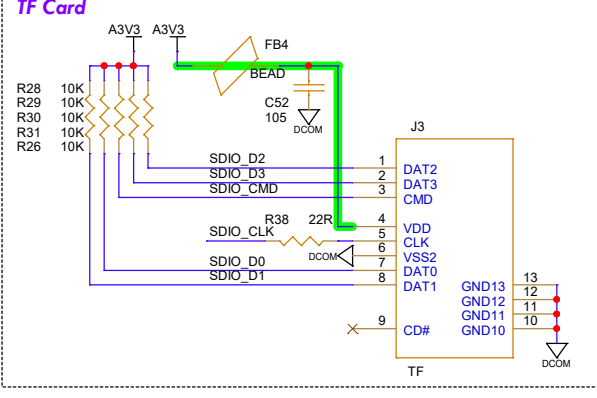 TF Card
A3V3 A3V3
FB4
BEAD
R28 10K
R29 10K
R30 10K
R31 10K
R26 10K
C52
105
DCOM
J3
SDIO_D2 1 DAT2
SDIO_D3 2 DAT3
SDIO_CMD 3 CMD
R38 22R 4 VDD
SDIO_CLK 5 CLK
DCOM 6 VSS2
SDIO_D0 7 DAT0
SDIO_D1 8 DAT1
GND13 13
GND12 12
GND11 11
9 CD# GND10 10
DCOM
TF